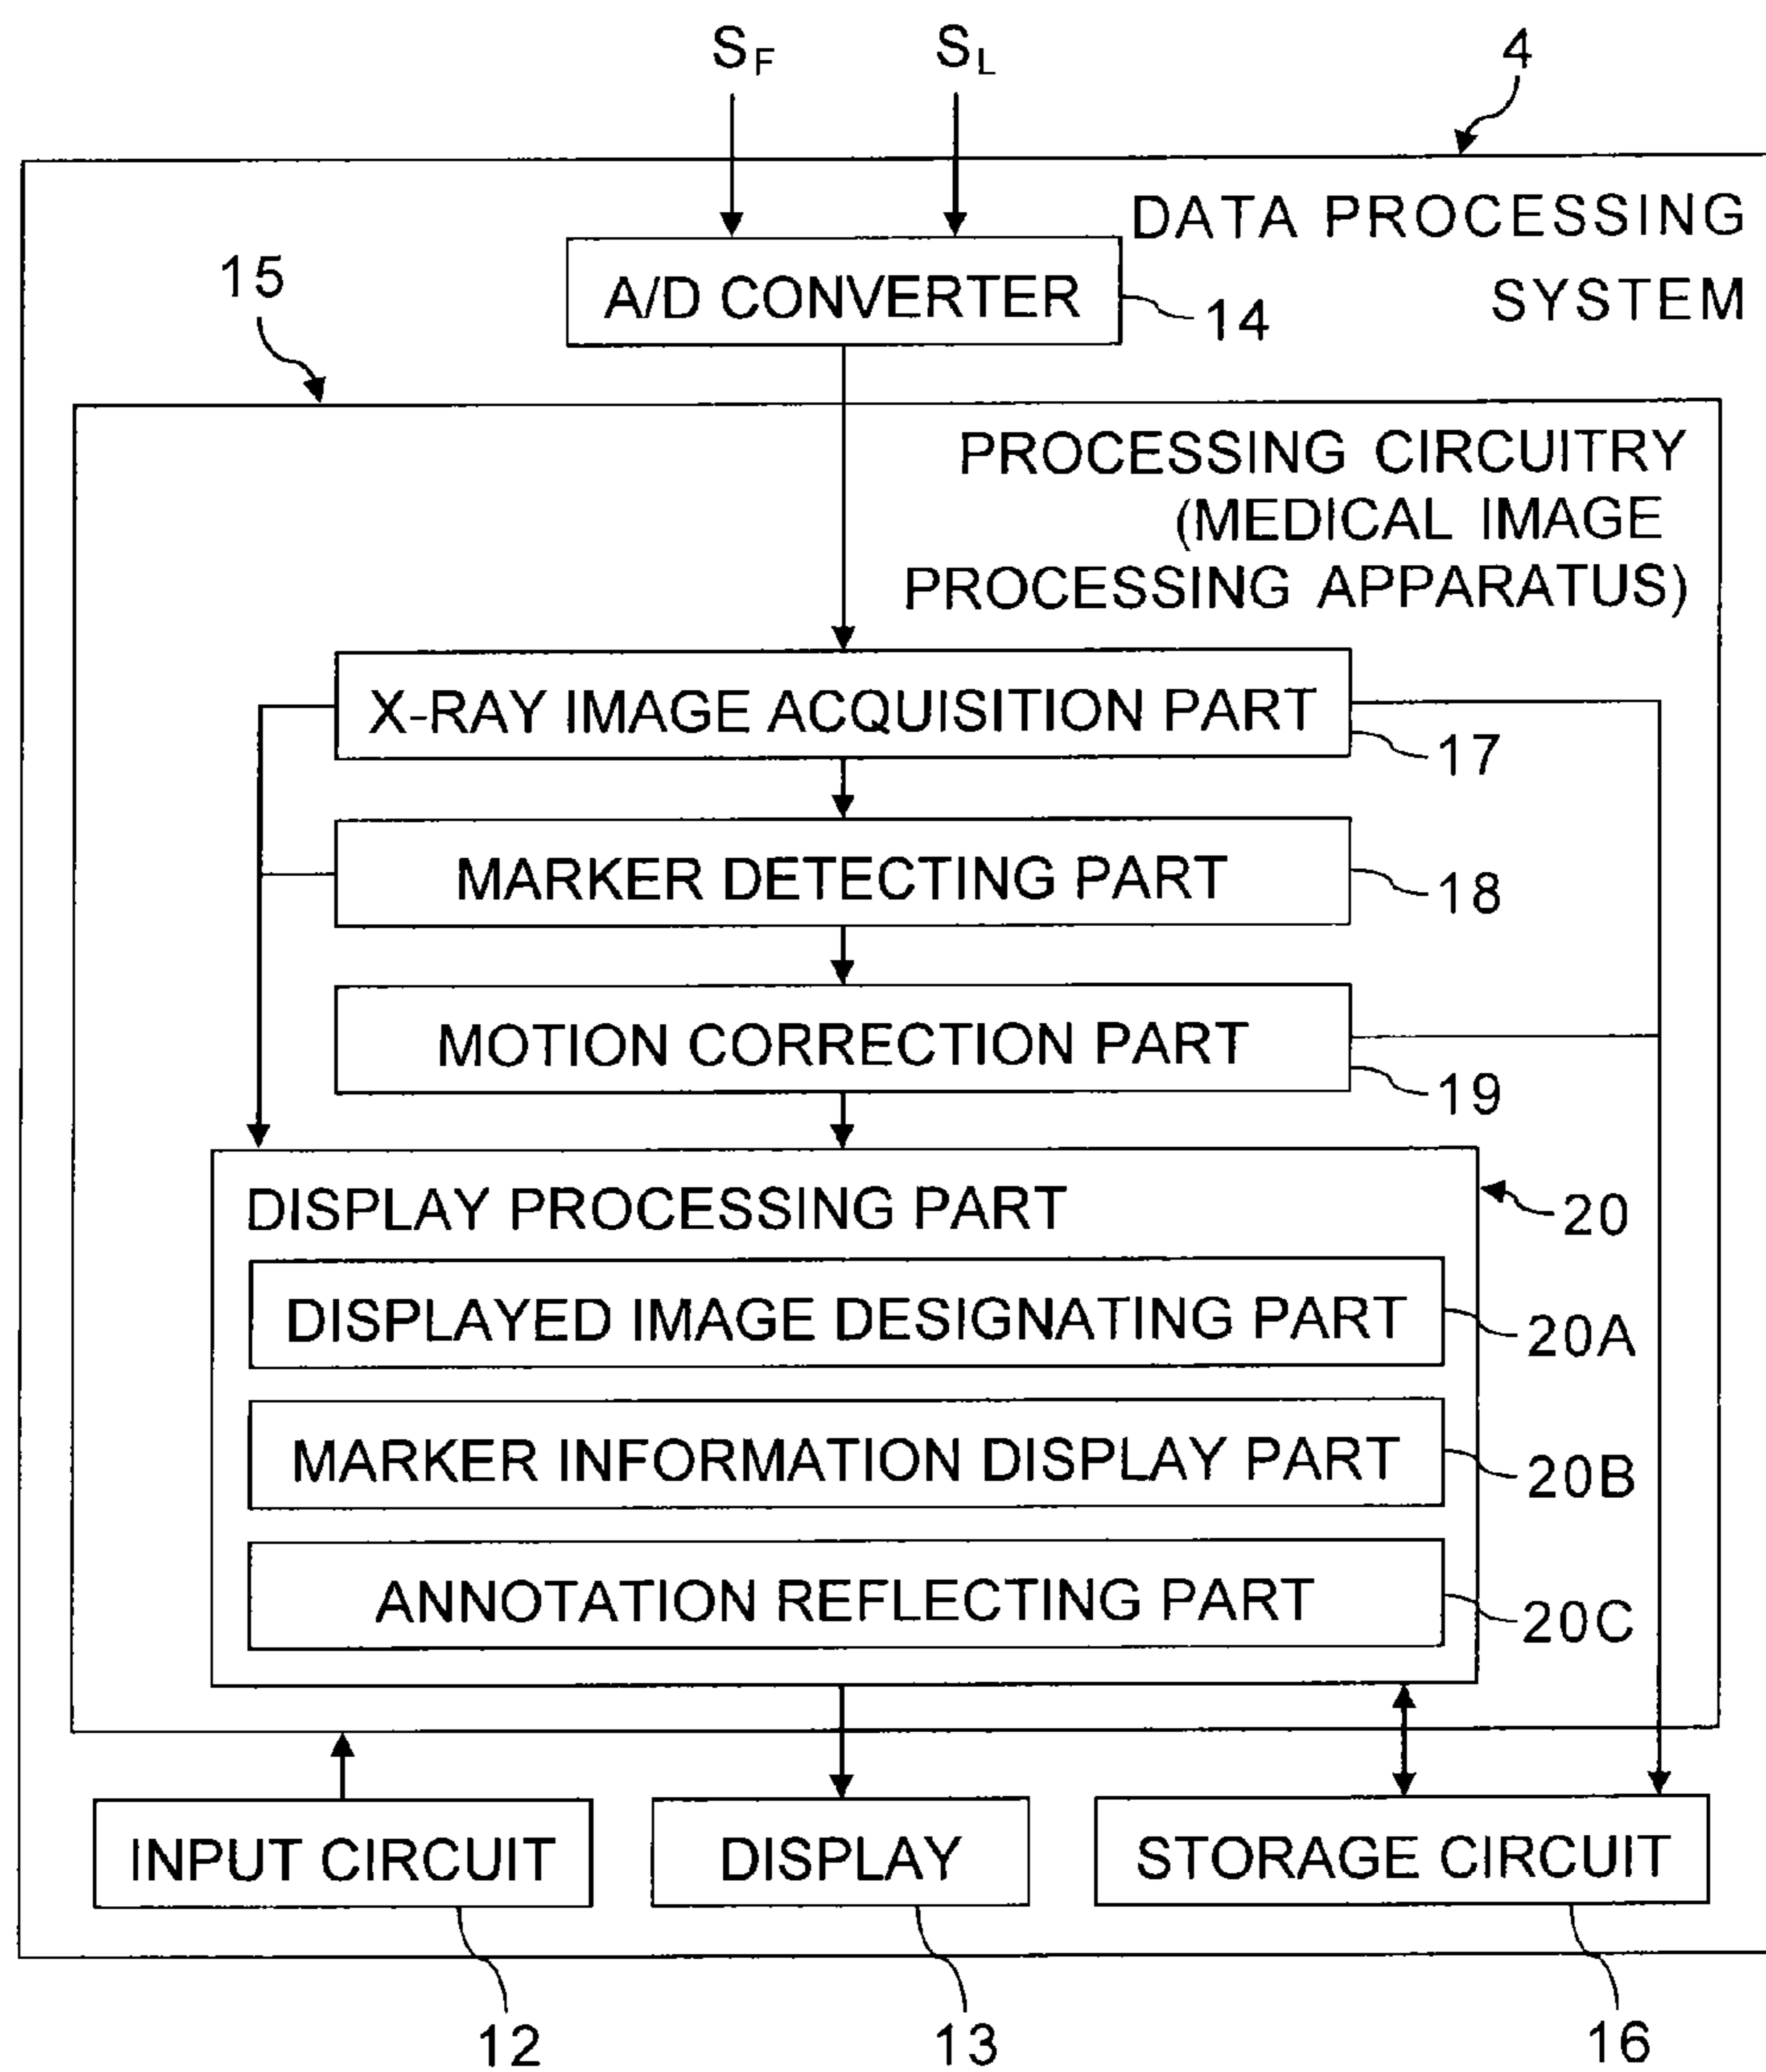 S_F S_L 4
DATA PROCESSING
SYSTEM
A/D CONVERTER
14
15
PROCESSING CIRCUITRY
(MEDICAL IMAGE
PROCESSING APPARATUS)
X-RAY IMAGE ACQUISITION PART
17
MARKER DETECTING PART
18
MOTION CORRECTION PART
19
DISPLAY PROCESSING PART
20
DISPLAYED IMAGE DESIGNATING PART
20A
MARKER INFORMATION DISPLAY PART
20B
ANNOTATION REFLECTING PART
20C
INPUT CIRCUIT
DISPLAY
STORAGE CIRCUIT
12
13
16